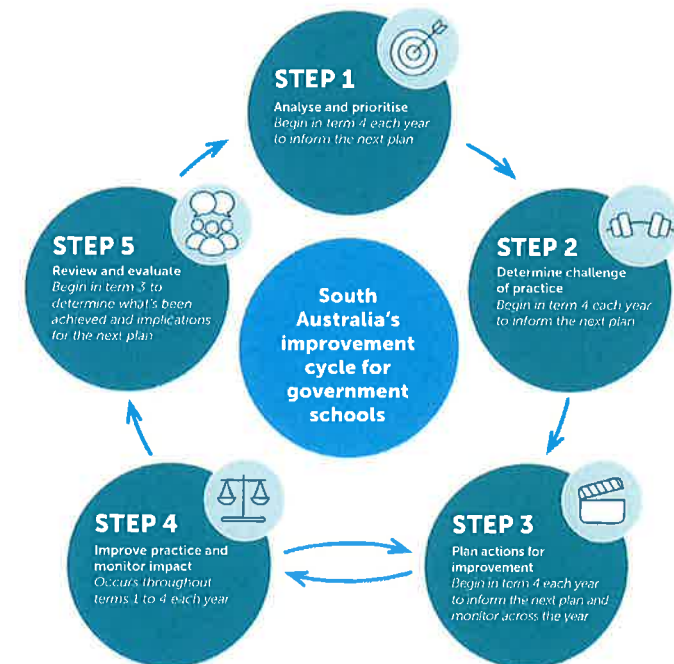 STEP 1
Analyse and prioritise
Begin in term 4 each year
to inform the next plan
STEP 2
Determine challenge
of practice
Begin in term 4 each year
to inform the next plan
STEP 3
Plan actions for
improvement
Begin in term 4 each year
to inform the next plan and
monitor across the year
STEP 4
Improve practice and
monitor impact
Occurs throughout
terms 1 to 4 each year
STEP 5
Review and evaluate
Begin in term 3 to
determine what's been
achieved and implications
for the next plan
South
Australia's
improvement
cycle for
government
schools